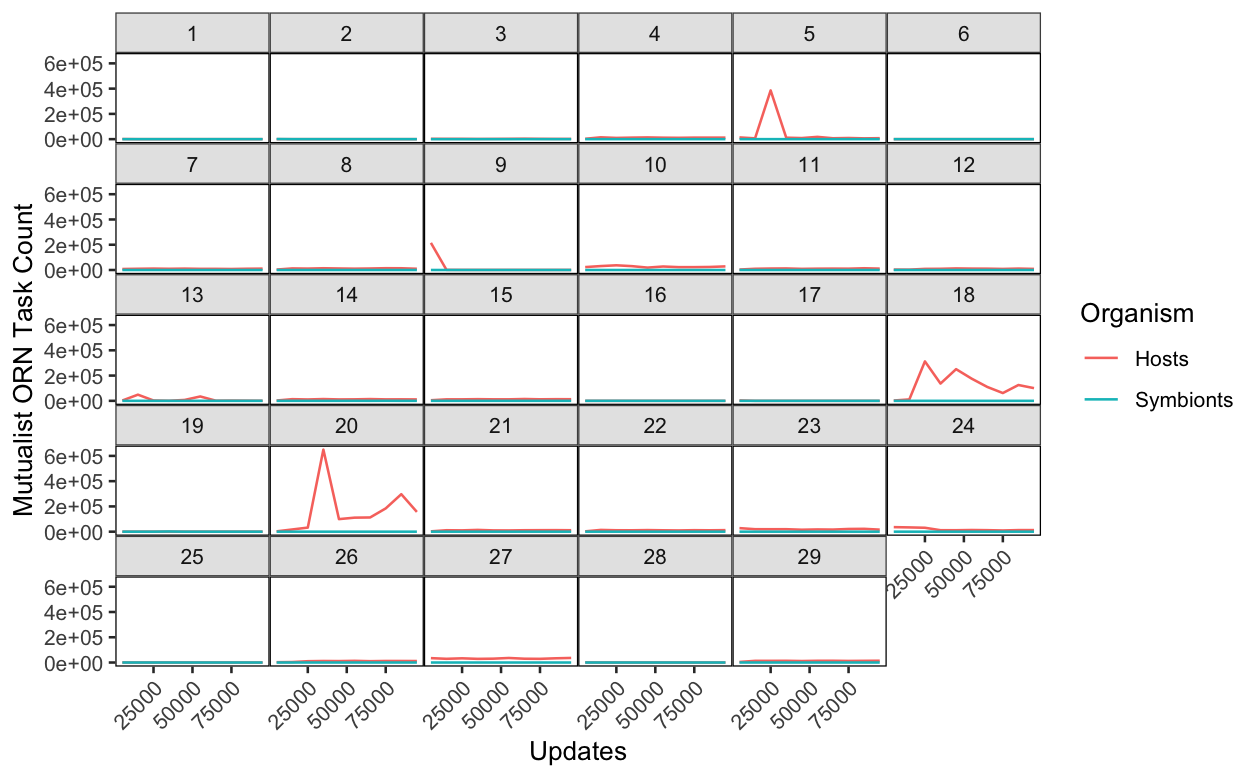 1 2 3 4 5 6
6e+05
4e+05
2e+05
0e+00
7 8 9 10 11 12
6e+05
4e+05
2e+05
0e+00
13 14 15 16 17 18
6e+05
4e+05
2e+05
0e+00
19 20 21 22 23 24
6e+05
4e+05
2e+05
0e+00
25000 50000 75000
25 26 27 28 29
6e+05
4e+05
2e+05
0e+00
25000 50000 75000 25000 50000 75000 25000 50000 75000 25000 50000 75000 25000 50000 75000
Updates
Mutualist ORN Task Count
Organism
Hosts
Symbionts